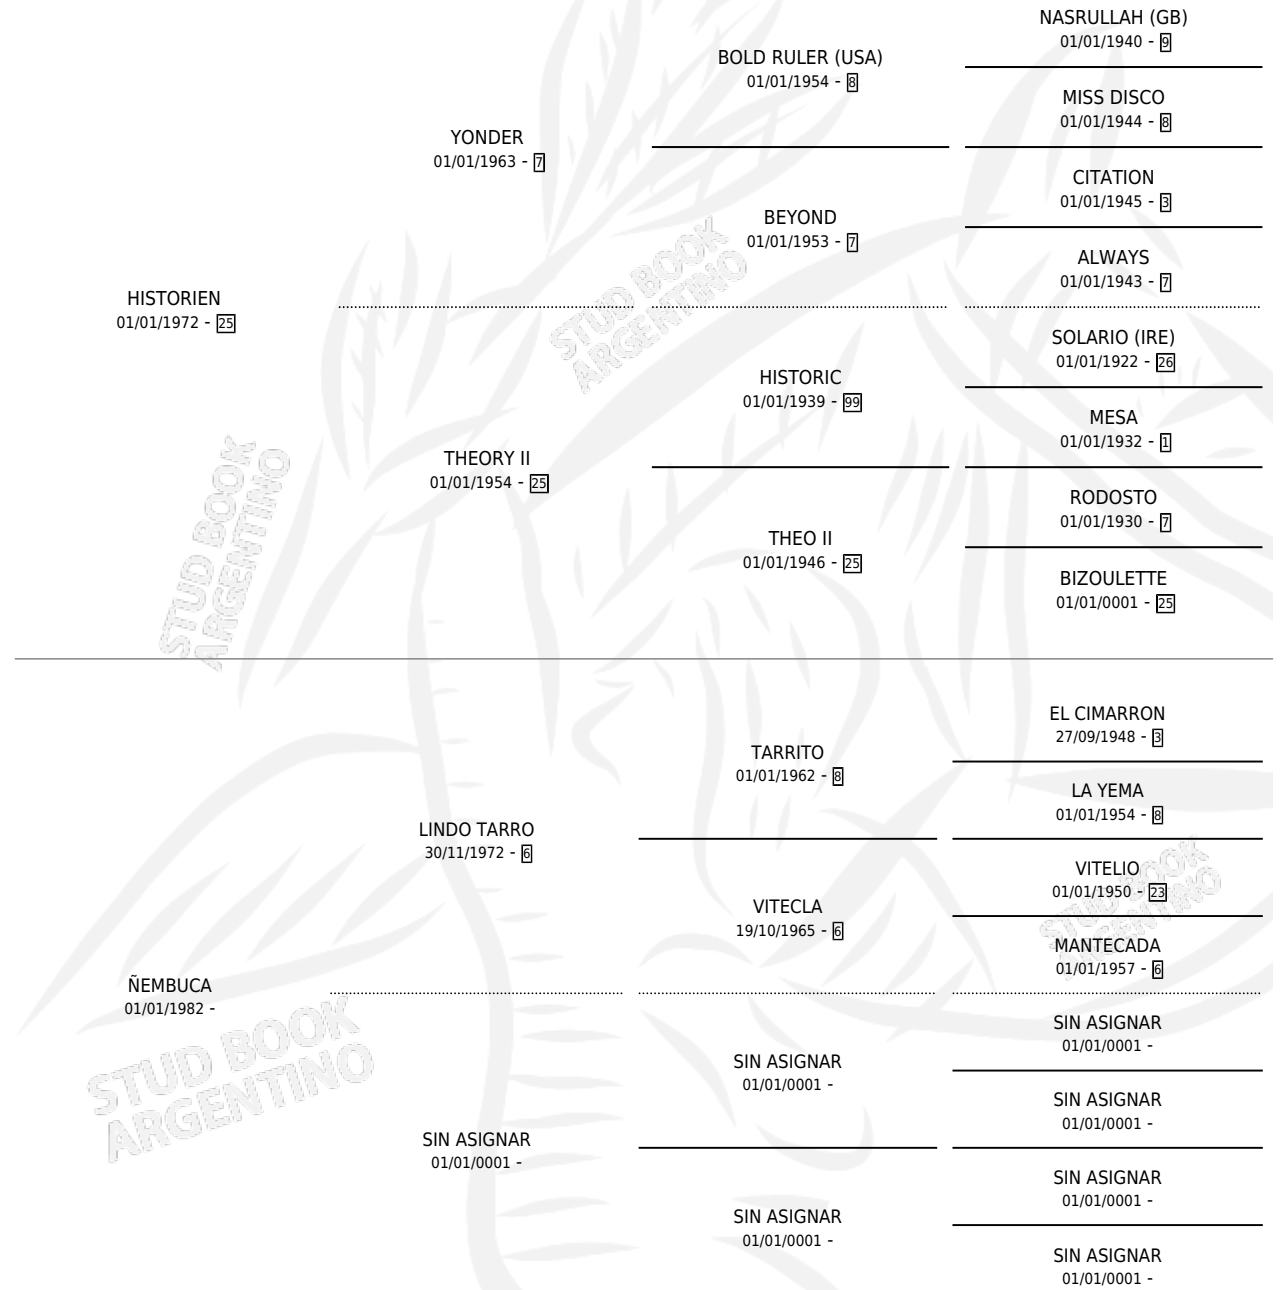 NASRULLAH (GB)
01/01/1940 - 9
BOLD RULER (USA)
01/01/1954 - 8
MISS DISCO
01/01/1944 - 8
YONDER
01/01/1963 - 7
CITATION
01/01/1945 - 3
BEYOND
01/01/1953 - 7
ALWAYS
01/01/1943 - 7
HISTORIEN
01/01/1972 - 25
SOLARIO (IRE)
01/01/1922 - 26
HISTORIC
01/01/1939 - 99
MESA
01/01/1932 - 1
THEORY II
01/01/1954 - 25
RODOSTO
01/01/1930 - 7
THEO II
01/01/1946 - 25
BIZOULETTE
01/01/0001 - 25
STUD BOOK
ARGENTINO
STUD BOOK
ARGENTINO
EL CIMARRON
27/09/1948 - 3
TARRITO
01/01/1962 - 8
LA YEMA
01/01/1954 - 8
LINDO TARRO
30/11/1972 - 6
VITELIO
01/01/1950 - 23
VITECLA
19/10/1965 - 6
MANTECADA
01/01/1957 - 6
ÑEMBUCA
01/01/1982 -
SIN ASIGNAR
01/01/0001 -
SIN ASIGNAR
01/01/0001 -
SIN ASIGNAR
01/01/0001 -
SIN ASIGNAR
01/01/0001 -
SIN ASIGNAR
01/01/0001 -
SIN ASIGNAR
01/01/0001 -
SIN ASIGNAR
01/01/0001 -
STUD BOOK
ARGENTINO
STUD BOOK
ARGENTINO